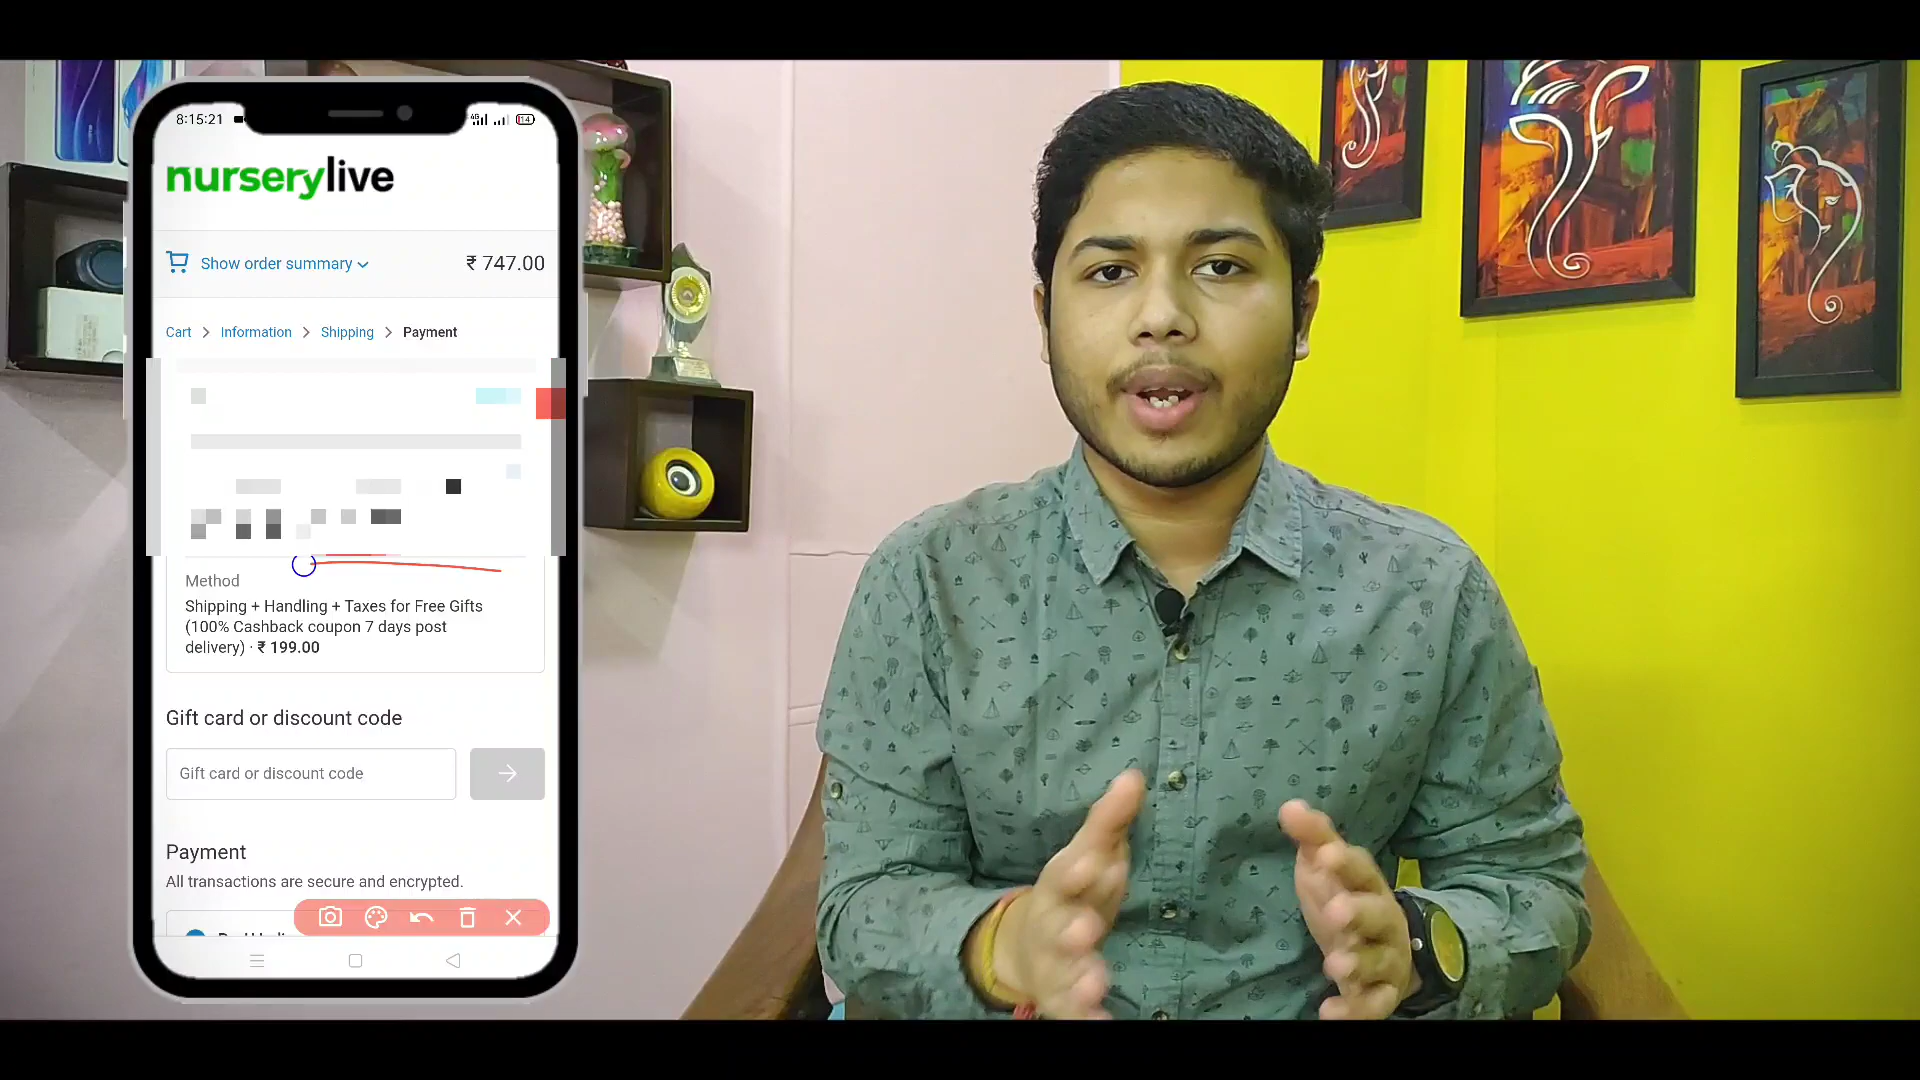 8:15:21
4G
14
nurserylive
Show order summary
₹ 747.00
Cart > Information > Shipping > Payment
Method
Shipping + Handling + Taxes for Free Gifts
(100% Cashback coupon 7 days post
delivery) · ₹ 199.00
Gift card or discount code
Gift card or discount code
Payment
All transactions are secure and encrypted.